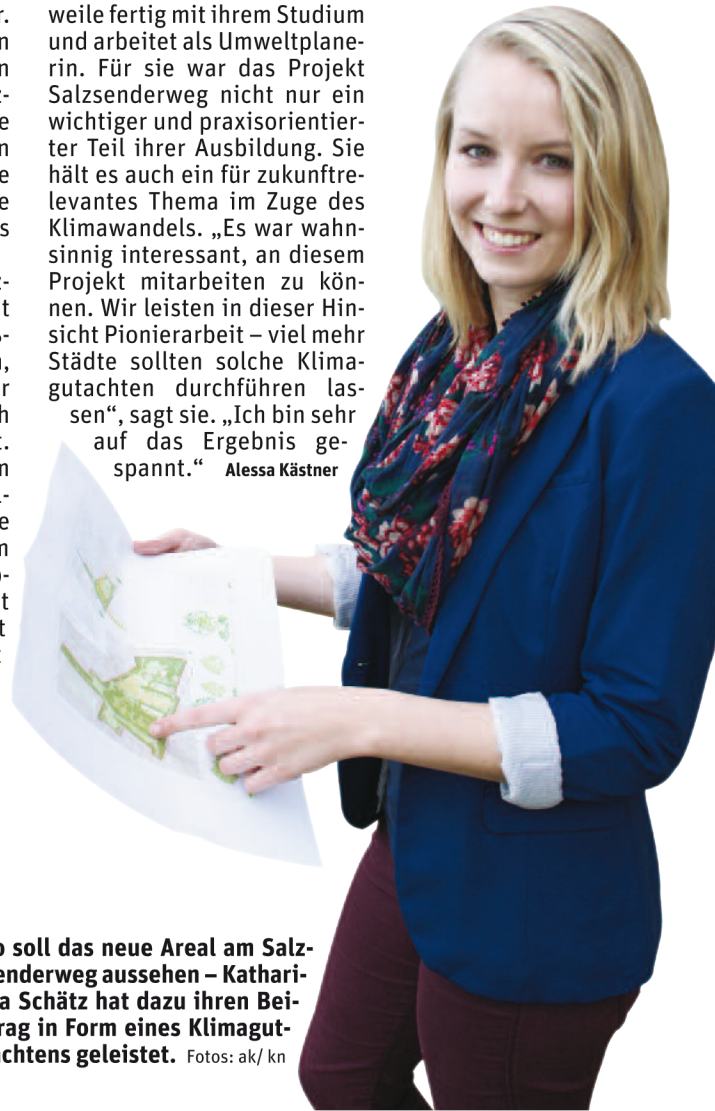 weile fertig mit ihrem Studium
und arbeitet als Umweltplane-
rin. Für sie war das Projekt
Salzsenderweg nicht nur ein
wichtiger und praxisorientier-
ter Teil ihrer Ausbildung. Sie
hält es auch ein für zukunftre-
levantes Thema im Zuge des
Klimawandels. „Es war wahn-
sinnig interessant, an diesem
Projekt mitarbeiten zu kön-
nen. Wir leisten in dieser Hin-
sicht Pionierarbeit – viel mehr
Städte sollten solche Klima-
gutachten durchführen las-
sen“, sagt sie. „Ich bin sehr
auf das Ergebnis ge-
spannt.“ Alessa Kästner
soll das neue Areal am Salz-
enderweg aussehen – Kathari-
a Schätz hat dazu ihren Bei-
rag in Form eines Klimagut-
achtens geleistet. Fotos: ak/ kn